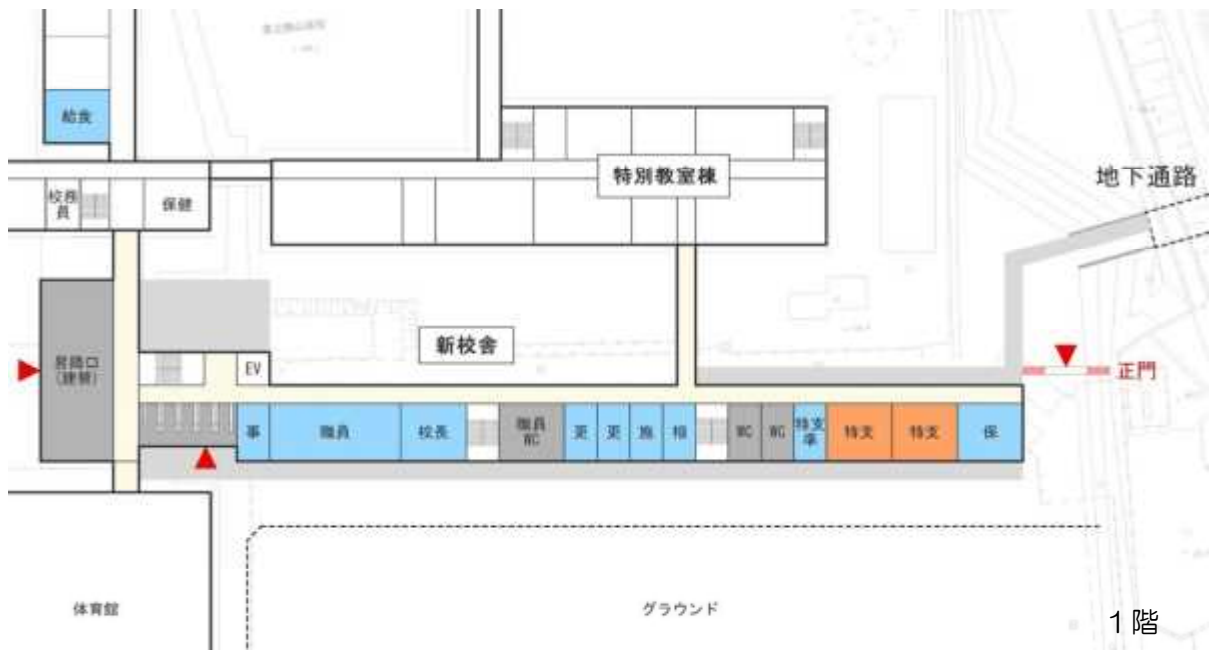 給食
特別教室棟
地下通路
校務
員
保健
新校舎
昇降口
(建替)
EV
正門
事
職員
校長
職員
WC
更
更
施
相
WC
WC
特支
準
特支
特支
保
体育館
グラウンド
1階